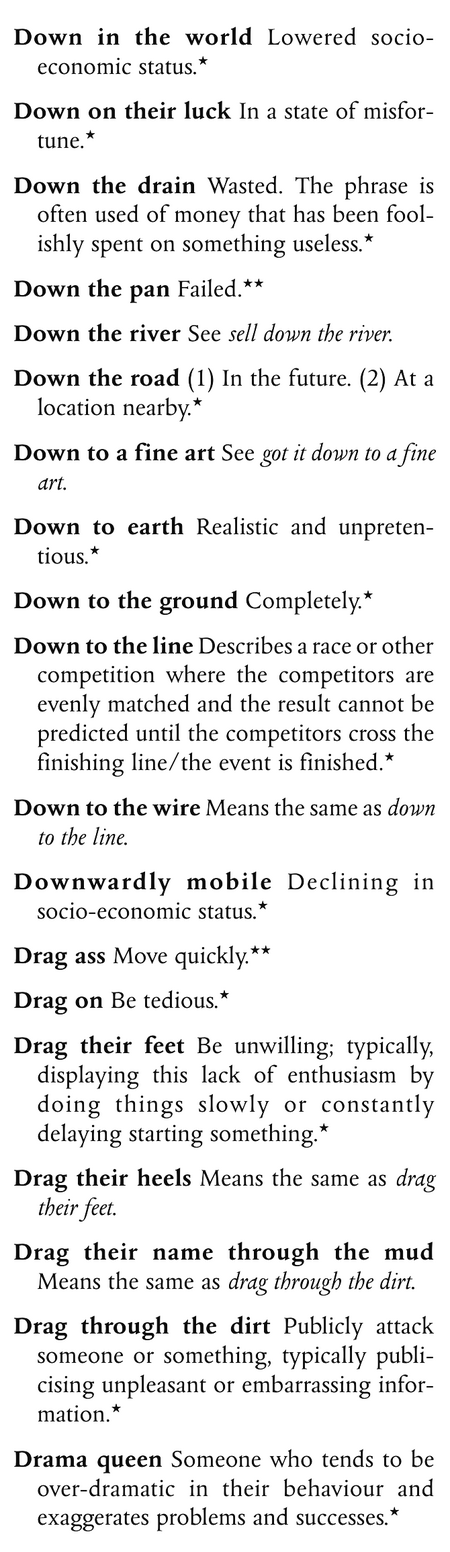 Down in the world Lowered socio-
economic status.★
Down on their luck In a state of misfor-
tune.★
Down the drain Wasted. The phrase is
often used of money that has been fool-
ishly spent on something useless.★
Down the pan Failed.★★
Down the river See sell down the river.
Down the road (1) In the future. (2) At a
location nearby.★
Down to a fine art See got it down to a fine
art.
Down to earth Realistic and unpreten-
tious.★
Down to the ground Completely.★
Down to the line Describes a race or other
competition where the competitors are
evenly matched and the result cannot be
predicted until the competitors cross the
finishing line/the event is finished.★
Down to the wire Means the same as down
to the line.
Downwardly mobile Declining in
socio-economic status.★
Drag ass Move quickly.★★
Drag on Be tedious.★
Drag their feet Be unwilling; typically,
displaying this lack of enthusiasm by
doing things slowly or constantly
delaying starting something.★
Drag their heels Means the same as drag
their feet.
Drag their name through the mud
Means the same as drag through the dirt.
Drag through the dirt Publicly attack
someone or something, typically publi-
cising unpleasant or embarrassing infor-
mation.★
Drama queen Someone who tends to be
over-dramatic in their behaviour and
exaggerates problems and successes.★